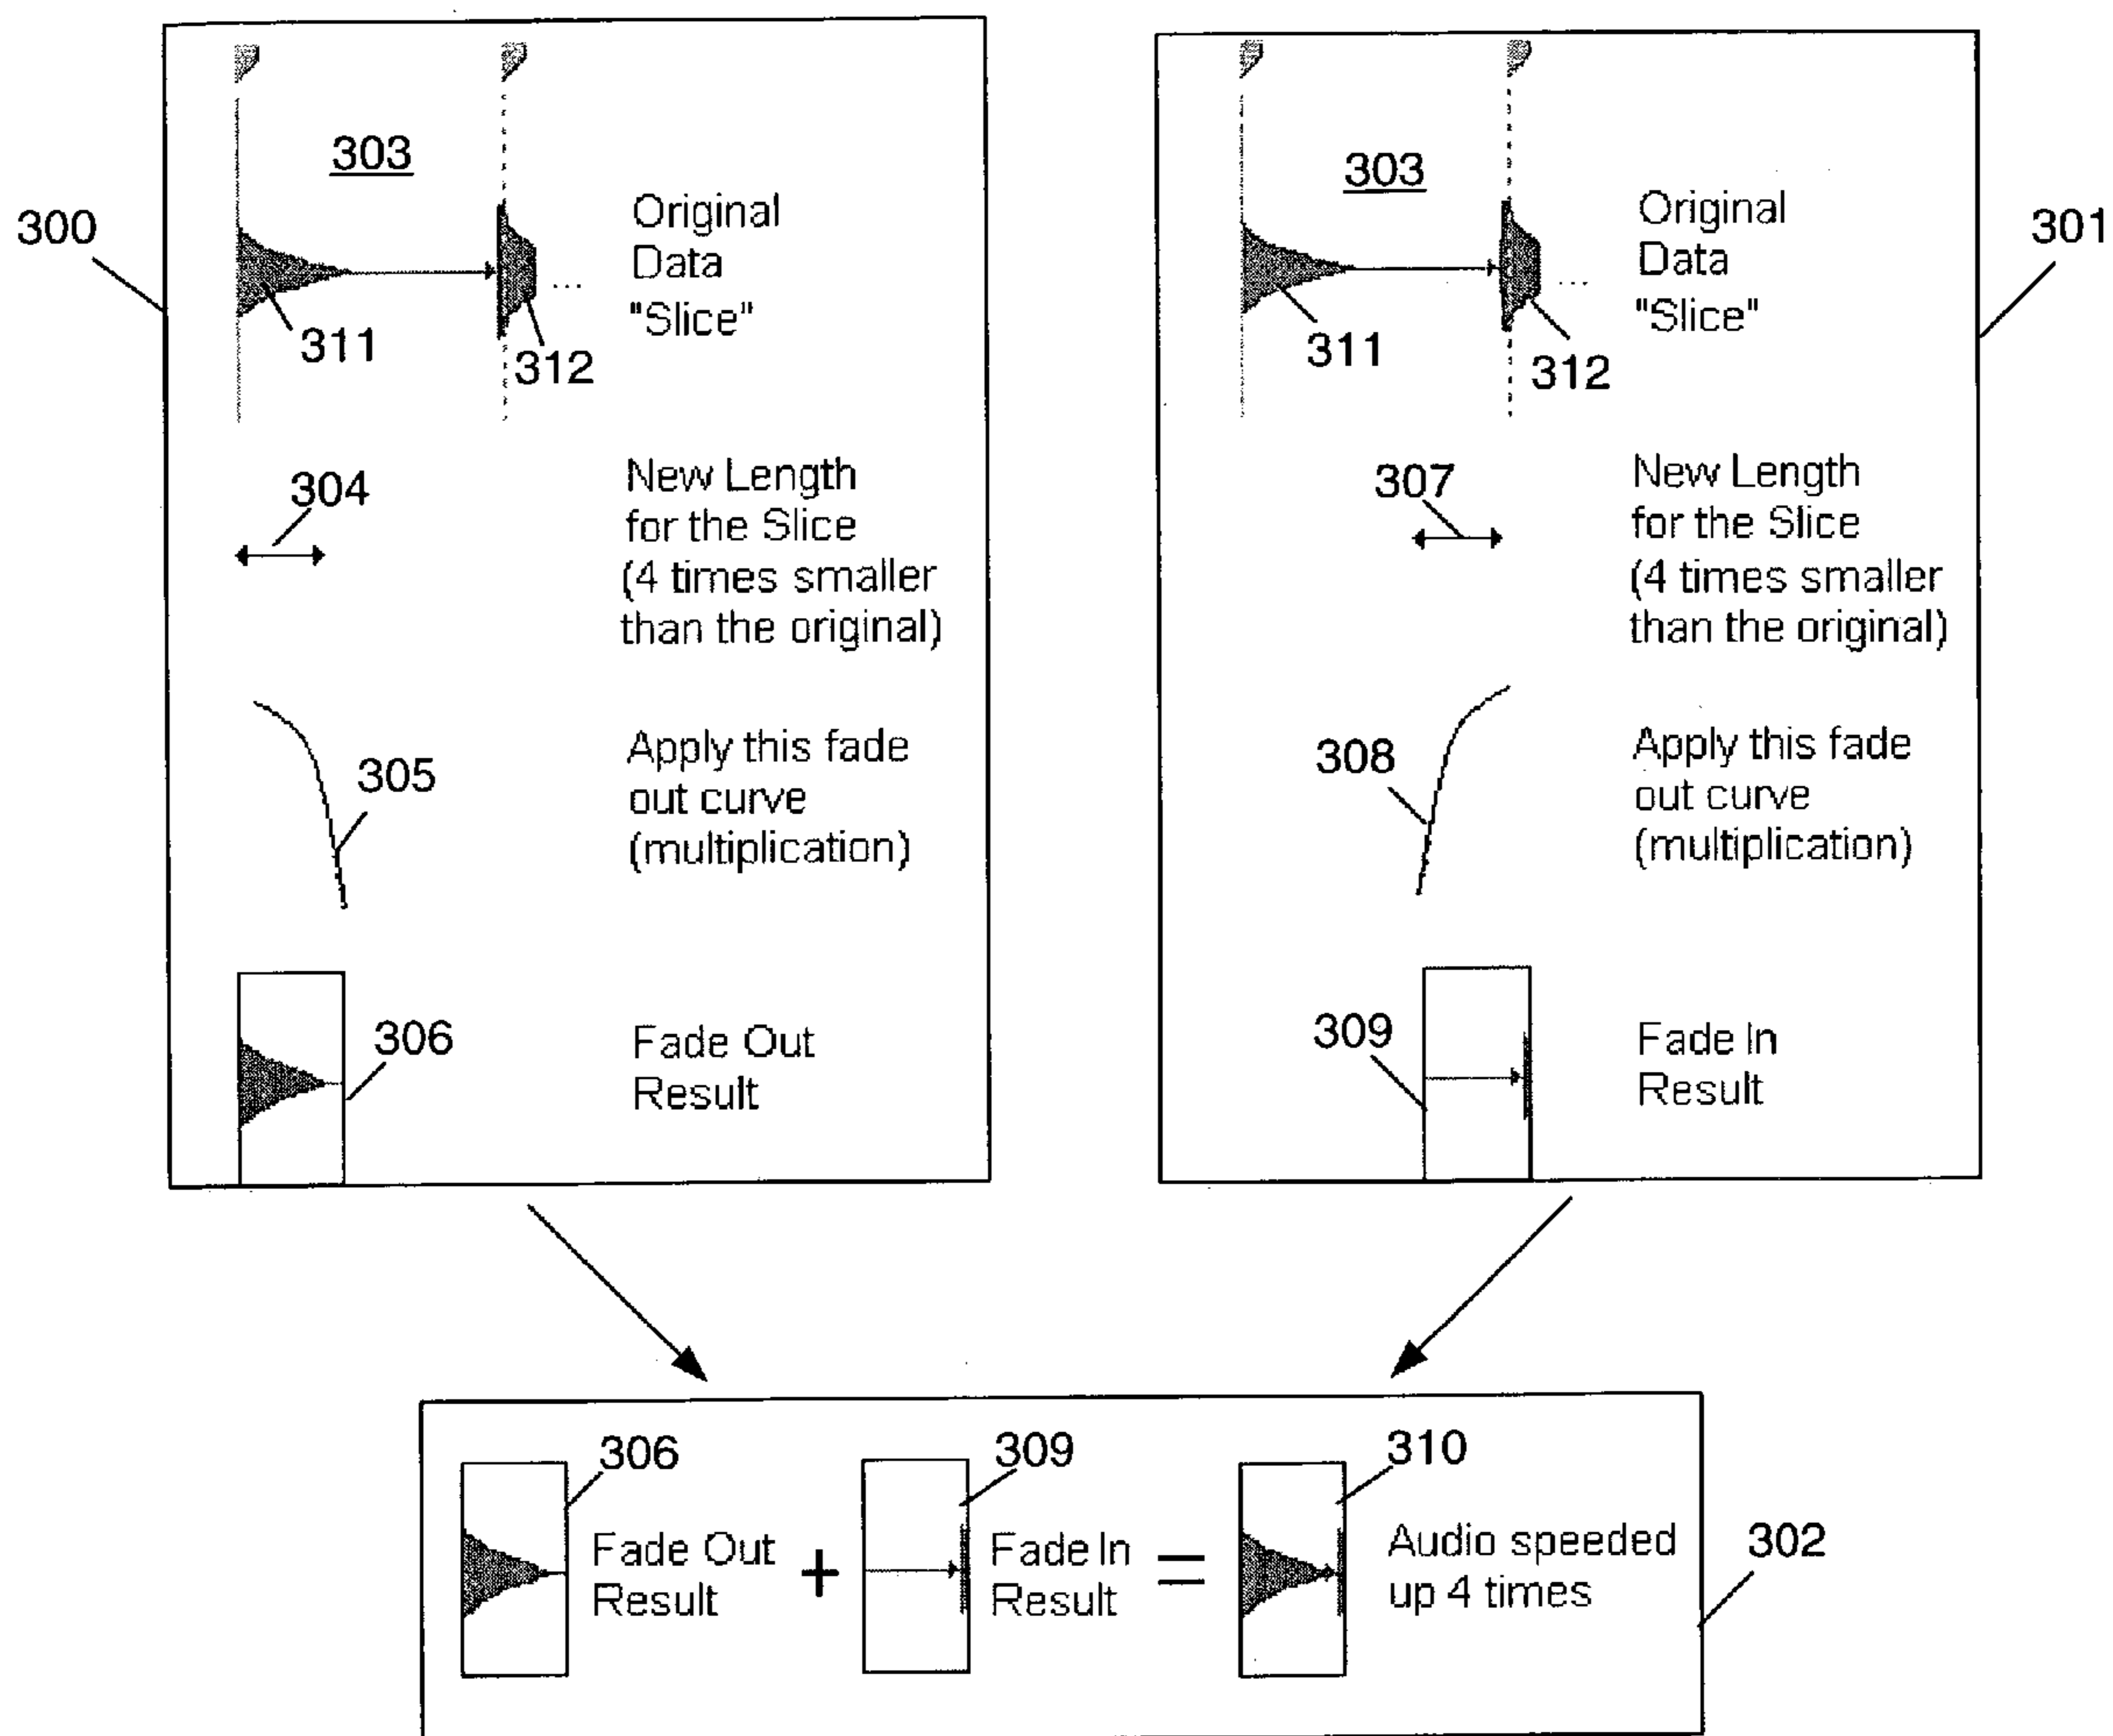 300
303
Original
Data
"Slice"
311
312
...
304
New Length
for the Slice
(4 times smaller
than the original)
305
Apply this fade
out curve
(multiplication)
306
Fade Out
Result
301
303
Original
Data
"Slice"
311
312
...
307
New Length
for the Slice
(4 times smaller
than the original)
308
Apply this fade
out curve
(multiplication)
309
Fade In
Result
306
Fade Out
Result
+
309
Fade In
Result
=
310
Audio speeded
up 4 times
302